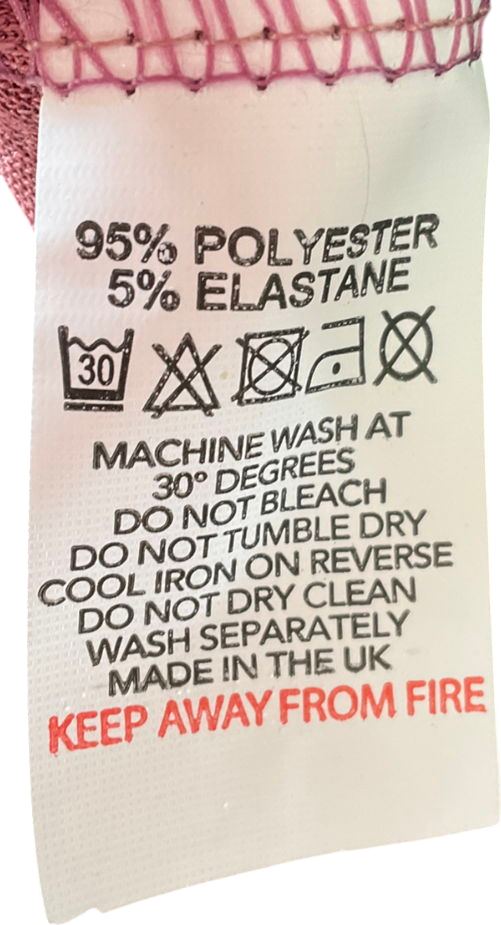 95% POLYESTER
5% ELASTANE
30
MACHINE WASH AT
30° DEGREES
DO NOT BLEACH
DO NOT TUMBLE DRY
COOL IRON ON REVERSE
DO NOT DRY CLEAN
WASH SEPARATELY
MADE IN THE UK
KEEP AWAY FROM FIRE